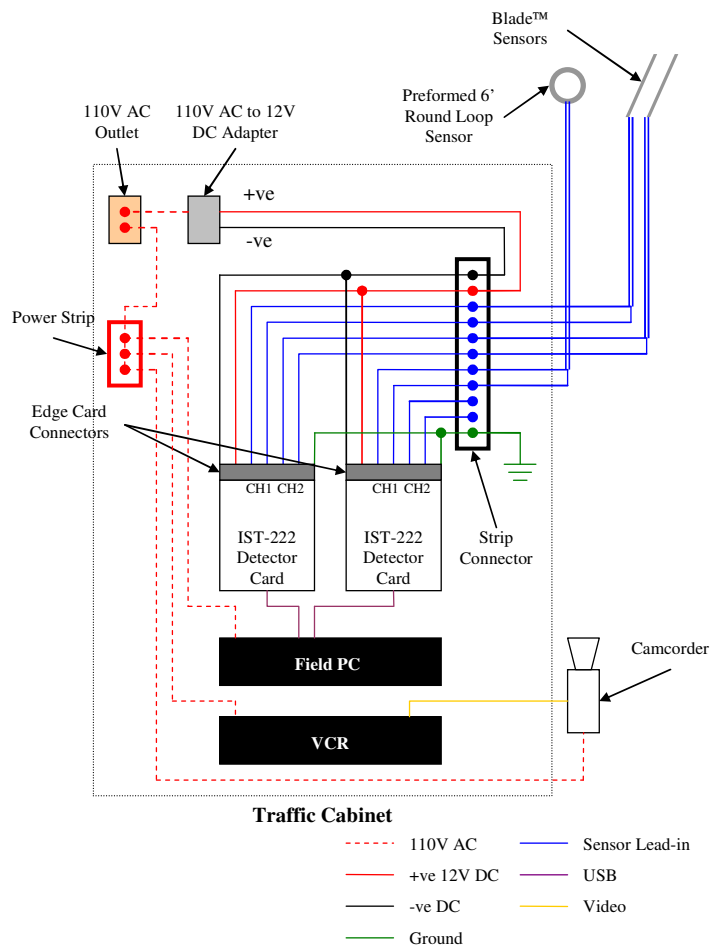 Blade™
Sensors
Preformed 6’
Round Loop
Sensor
110V AC
Outlet
110V AC to 12V
DC Adapter
+ve
-ve
Power Strip
Edge Card
Connectors
CH1 CH2
CH1 CH2
IST-222
Detector
Card
IST-222
Detector
Card
Strip
Connector
Field PC
Camcorder
VCR
Traffic Cabinet
110V AC
+ve 12V DC
-ve DC
Ground
Sensor Lead-in
USB
Video